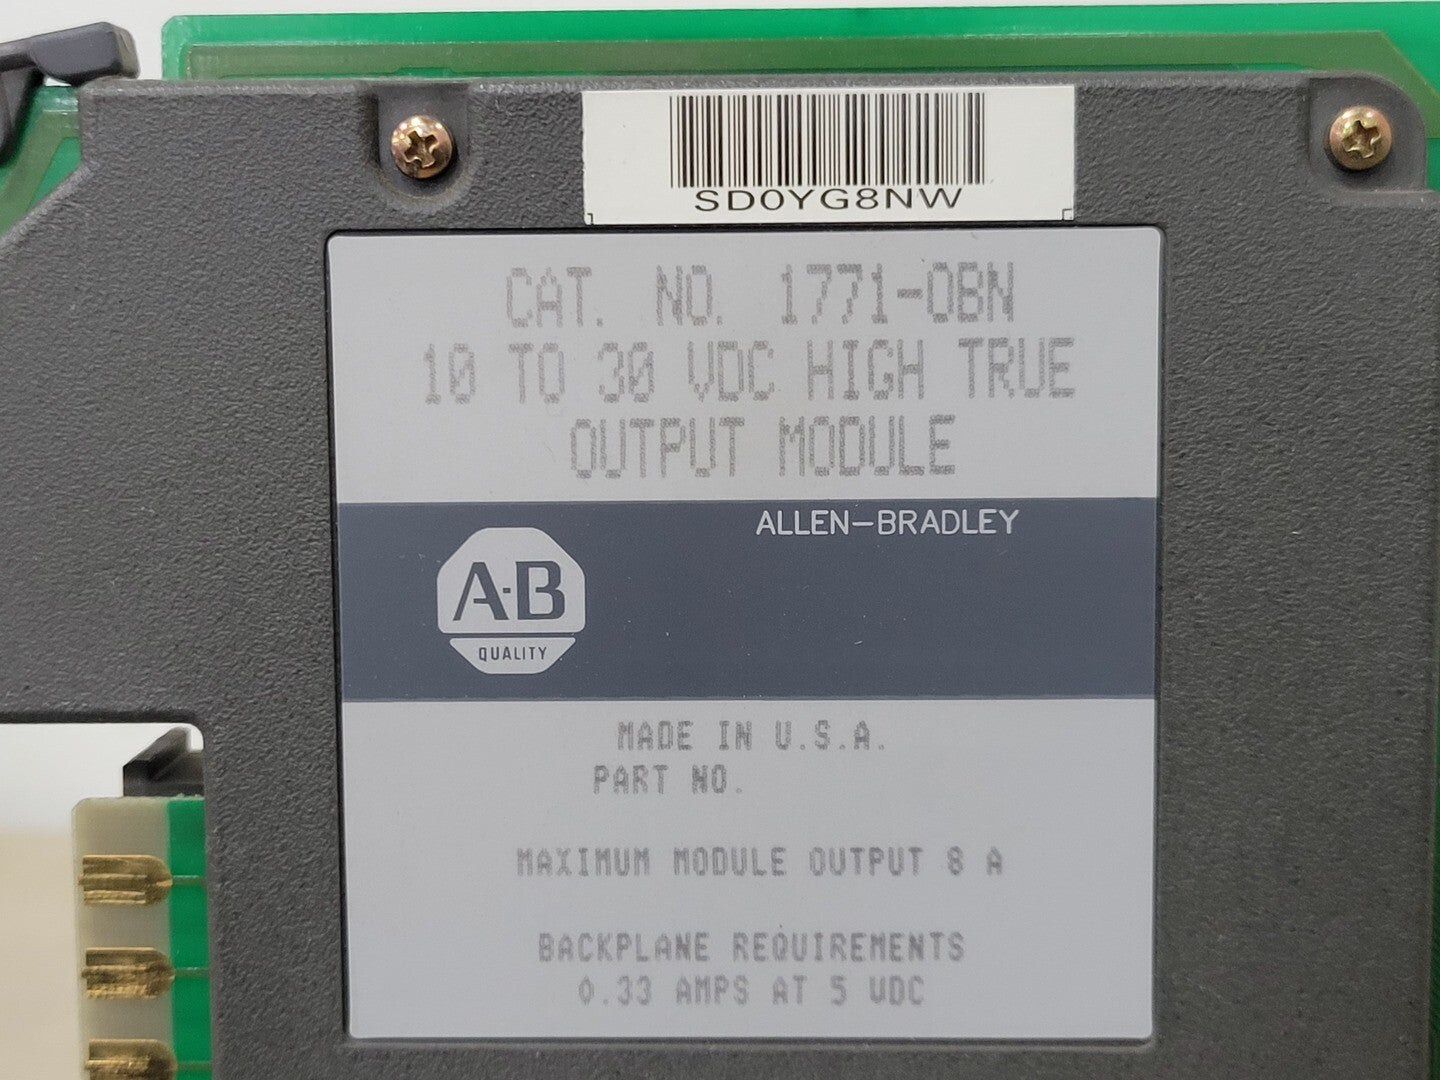 SD0YG8NW
CAT. NO. 1771-OBN
10 TO 30 VDC HIGH TRUE
OUTPUT MODULE
ALLEN-BRADLEY
A-B
QUALITY
MADE IN U.S.A.
PART NO.
MAXIMUM MODULE OUTPUT 8 A
BACKPLANE REQUIREMENTS
0.33 AMPS AT 5 VDC